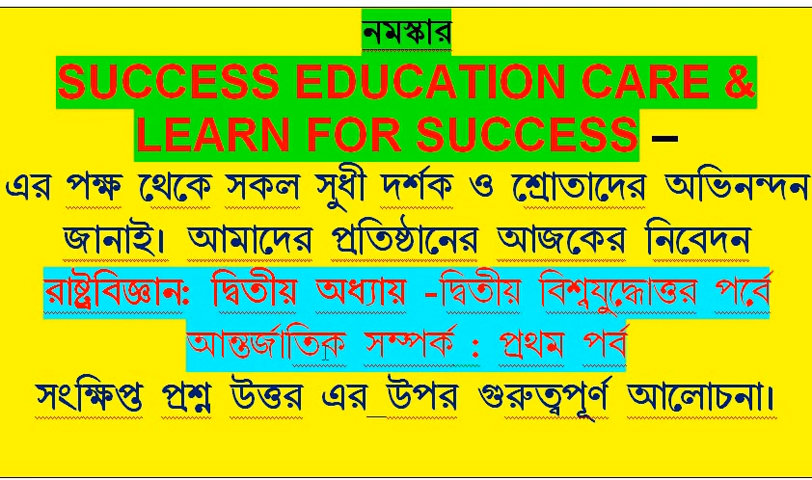 নমস্কার
SUCCESS EDUCATION CARE &
LEARN FOR SUCCESS –
এর পক্ষ থেকে সকল সুধী দর্শক ও শ্রোতাদের অভিনন্দন
জানাই। আমাদের প্রতিষ্ঠানের আজকের নিবেদন
রাষ্ট্রবিজ্ঞান: দ্বিতীয় অধ্যায় -দ্বিতীয় বিশ্বযুদ্ধোত্তর পর্বে
আন্তর্জাতিক সম্পর্ক : প্রথম পর্ব
সংক্ষিপ্ত প্রশ্ন উত্তর এর উপর গুরুত্বপূর্ণ আলোচনা।